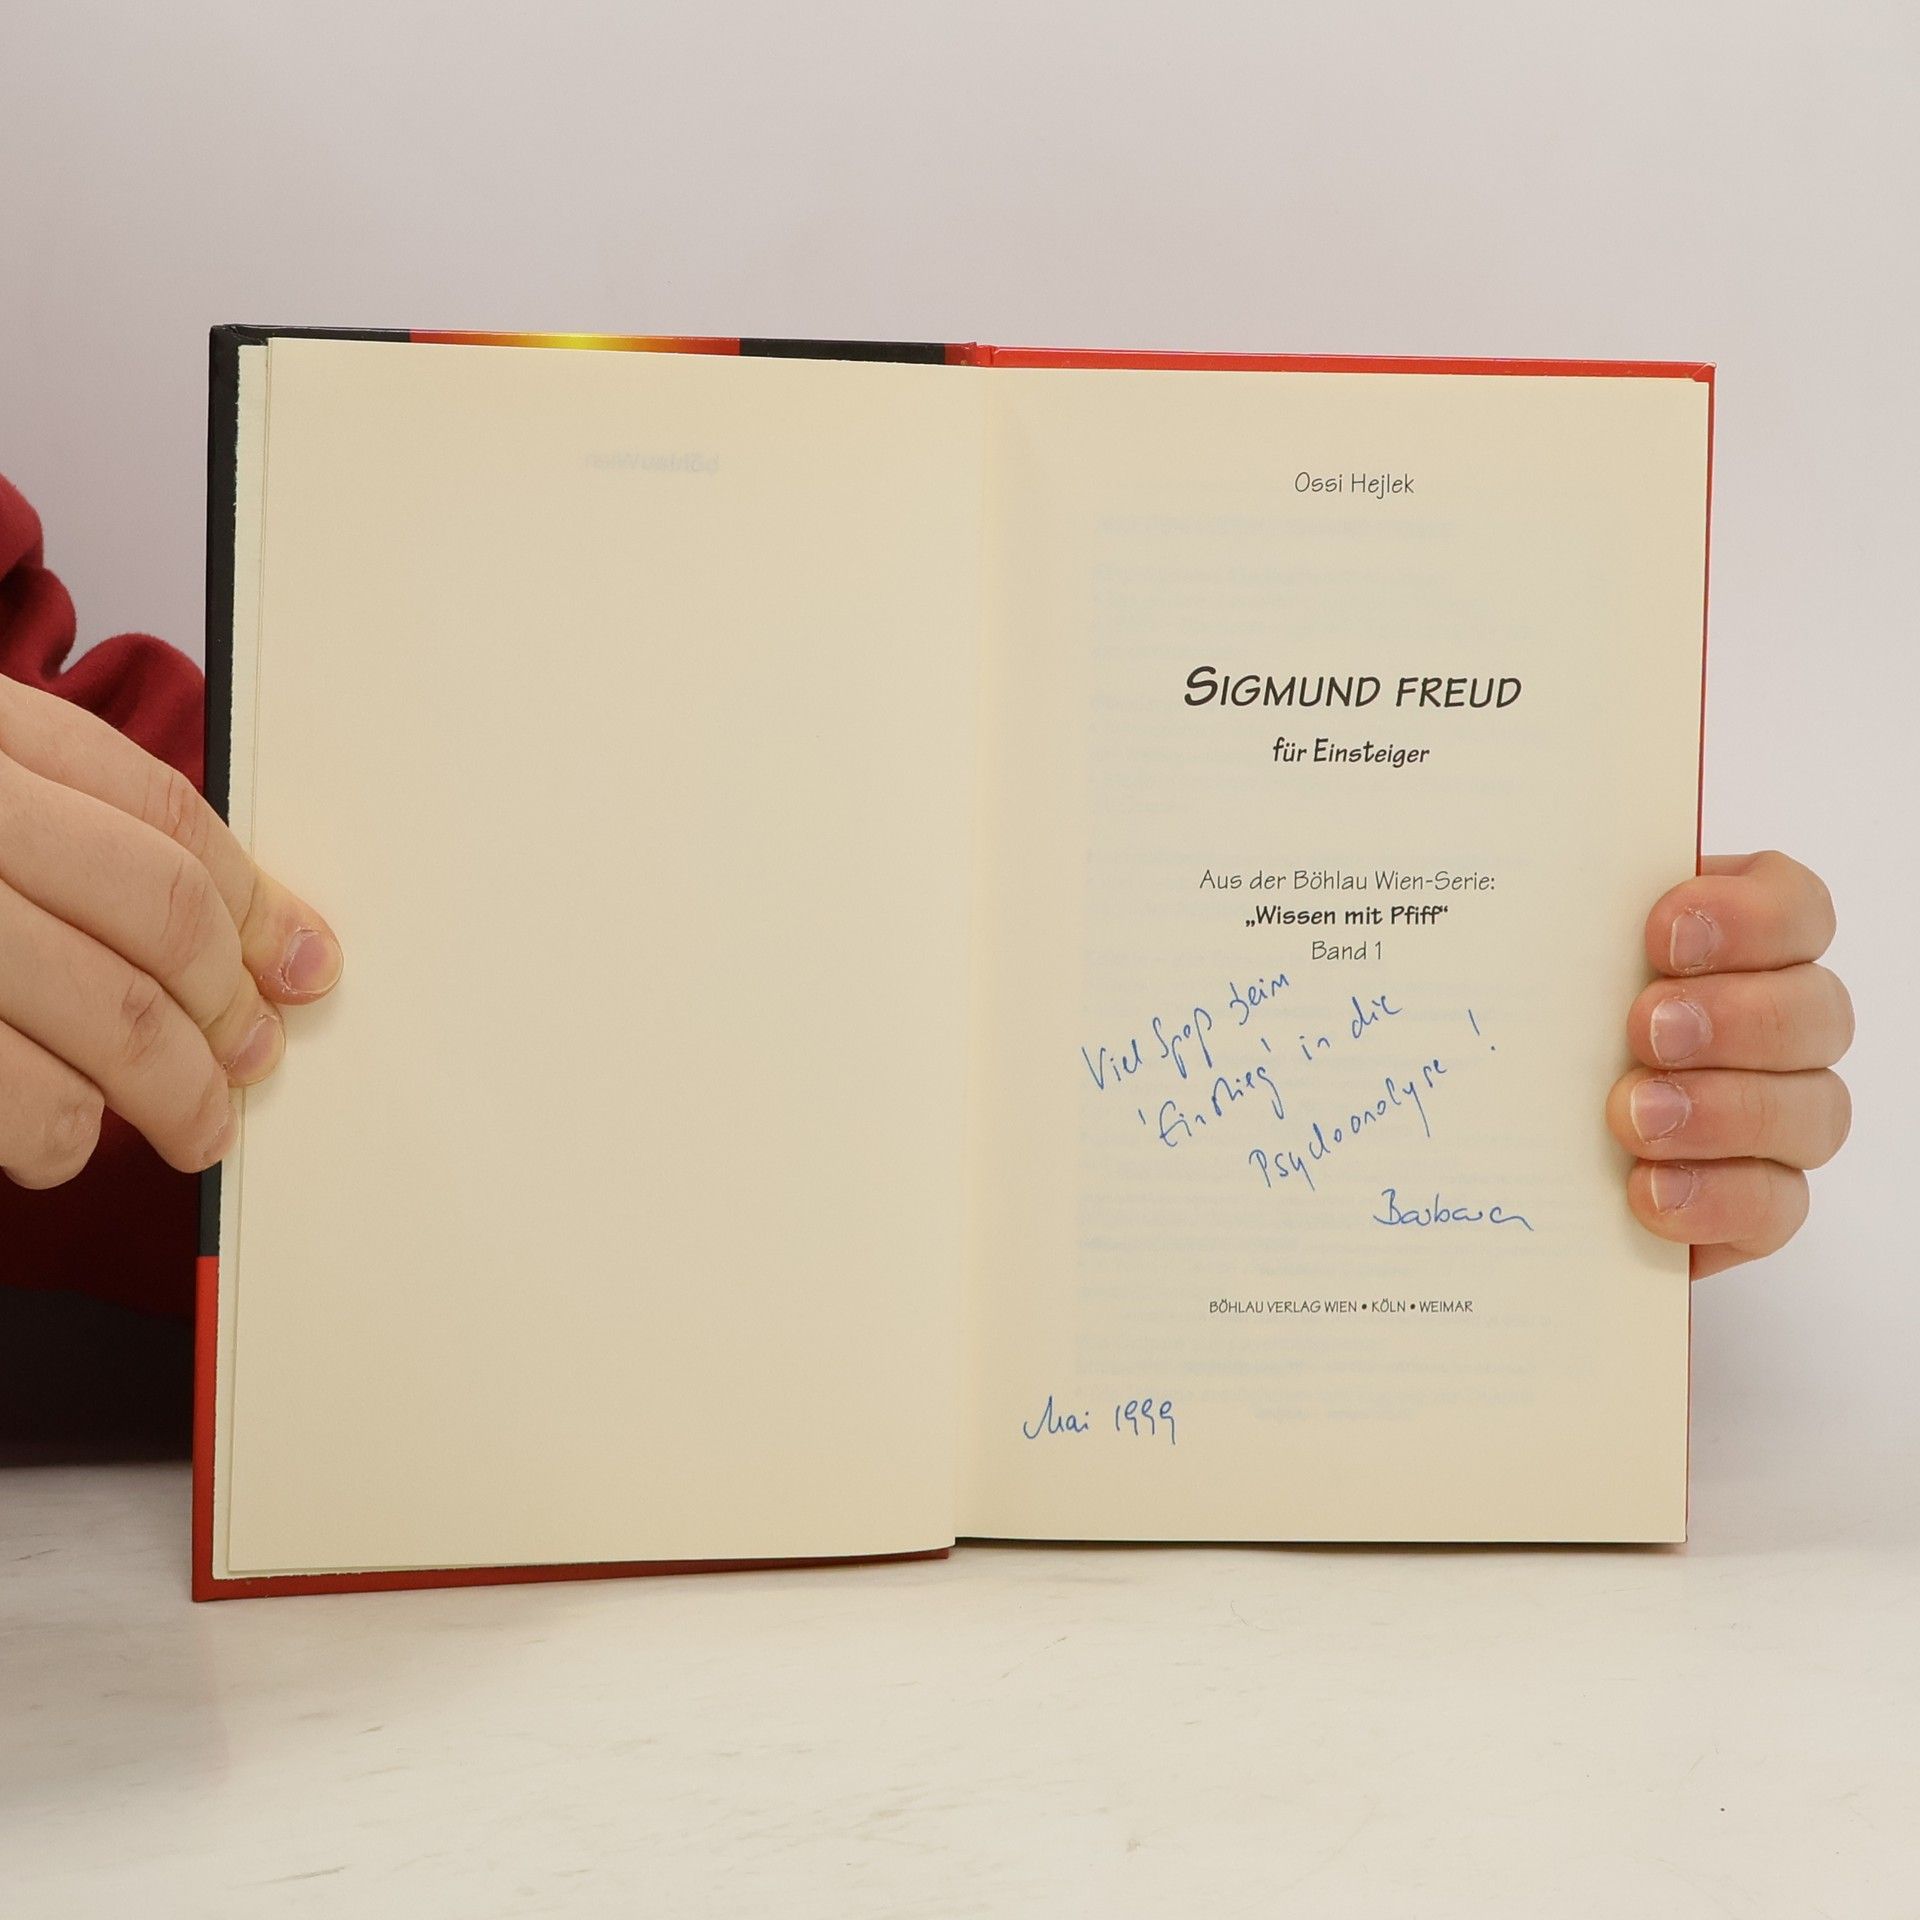 böhlauWien
Ossi Hejlek
SIGMUND FREUD
für Einsteiger
Aus der Böhlau Wien-Serie:
„Wissen mit Pfiff“
Band 1
Viel Spaß beim
'Einstieg' in die
Psychoanalyse !
Barbara
BÖHLAU VERLAG WIEN • KÖLN • WEIMAR
Mai 1999